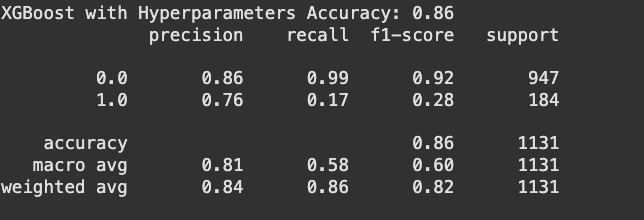 XGBoost with Hyperparameters Accuracy: 0.86
precision recall f1-score support
0.0 0.86 0.99 0.92 947
1.0 0.76 0.17 0.28 184
accuracy 0.86 1131
macro avg 0.81 0.58 0.60 1131
weighted avg 0.84 0.86 0.82 1131